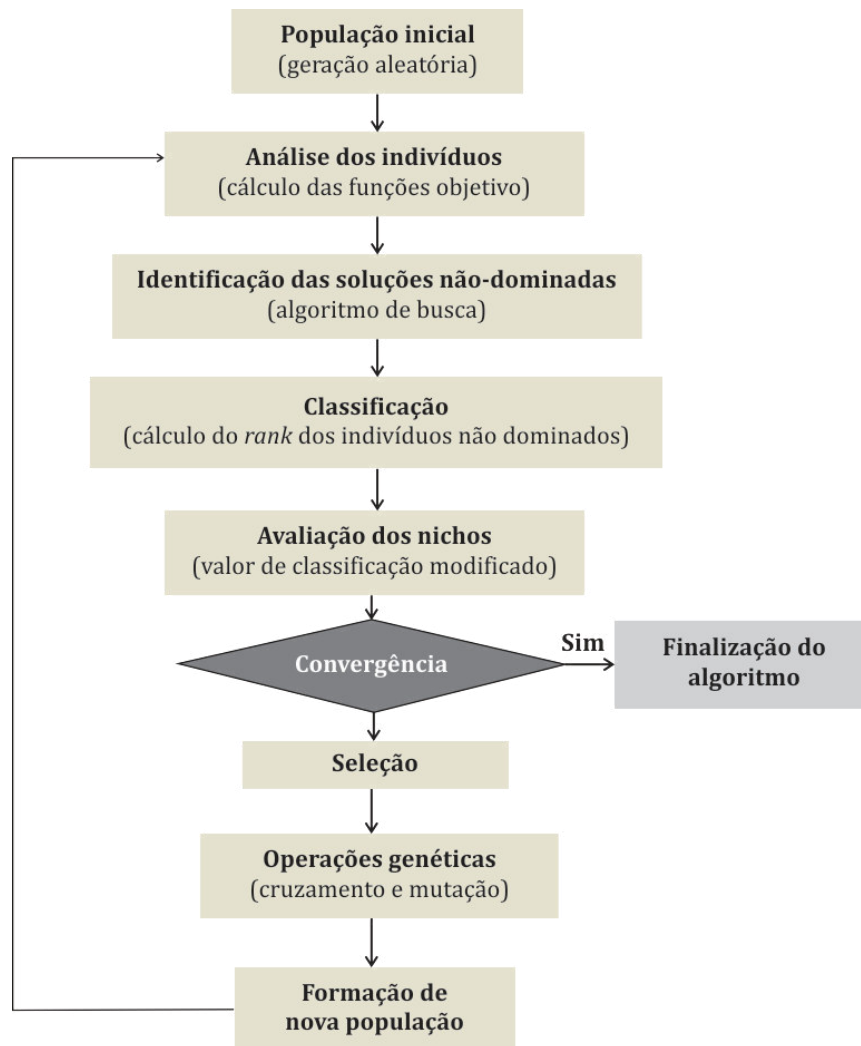 População inicial
(geração aleatória)
Análise dos indivíduos
(cálculo das funções objetivo)
Identificação das soluções não-dominadas
(algoritmo de busca)
Classificação
(cálculo do rank dos indivíduos não dominados)
Avaliação dos nichos
(valor de classificação modificado)
Convergência
Sim
Finalização do
algoritmo
Seleção
Operações genéticas
(cruzamento e mutação)
Formação de
nova população